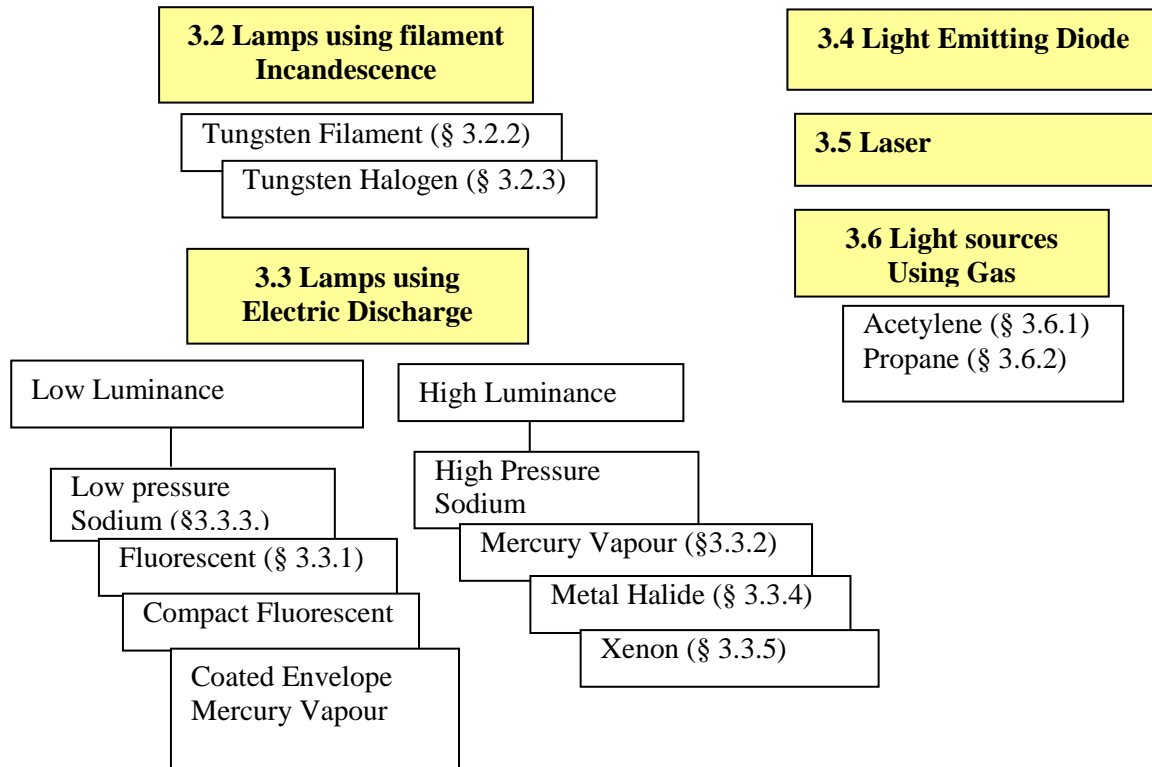 3.2 Lamps using filament
Incandescence
Tungsten Filament (§ 3.2.2)
Tungsten Halogen (§ 3.2.3)
3.3 Lamps using
Electric Discharge
Low Luminance
Low pressure
Sodium (§3.3.3.)
Fluorescent (§ 3.3.1)
Compact Fluorescent
Coated Envelope
Mercury Vapour
High Luminance
High Pressure
Sodium
Mercury Vapour (§3.3.2)
Metal Halide (§ 3.3.4)
Xenon (§ 3.3.5)
3.4 Light Emitting Diode
3.5 Laser
3.6 Light sources
Using Gas
Acetylene (§ 3.6.1)
Propane (§ 3.6.2)